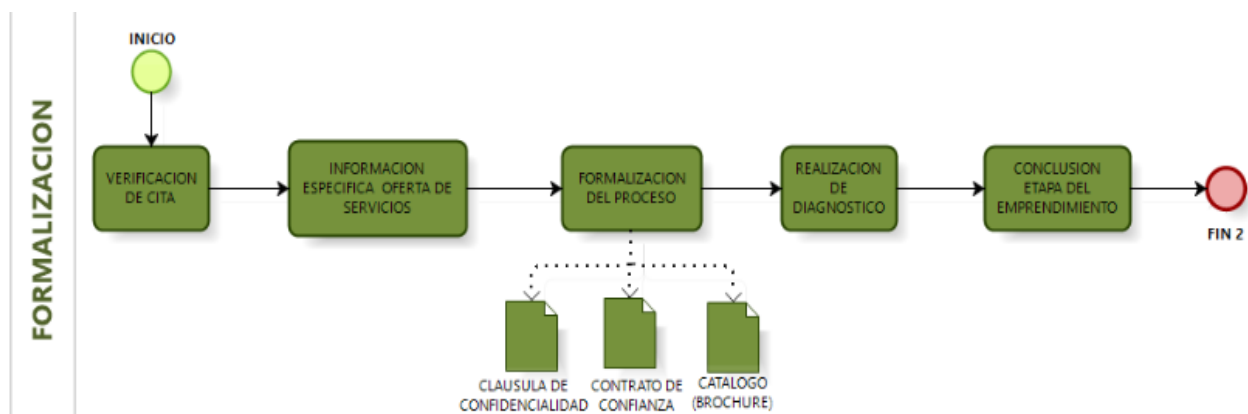 FORMALIZACION
INICIO
VERIFICACION
DE CITA
INFORMACION
ESPECIFICA OFERTA DE
SERVICIOS
FORMALIZACION
DEL PROCESO
REALIZACION
DE
DIAGNOSTICO
CONCLUSION
ETAPA DEL
EMPRENDIMIENTO
FIN 2
CLAUSULA DE
CONFIDENCIALIDAD
CONTRATO DE
CONFIANZA
CATALOGO
(BROCHURE)